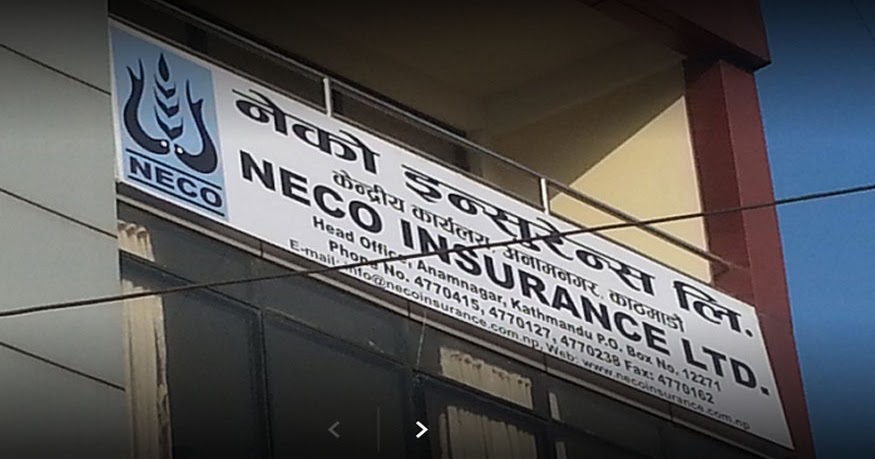 NECO
नेको इन्सुरेन्स लि.
केन्द्रीय कार्यलय, अनामनगर, काठमाडौं
NECO INSURANCE LTD.
Head Office, Anamnagar, Kathmandu P.O. Box No. 12271
Phone No. 4770415, 4770127, 4770238 Fax: 4770162
E-mail: info@necoinsurance.com.np, Web: www.necoinsurance.com.np